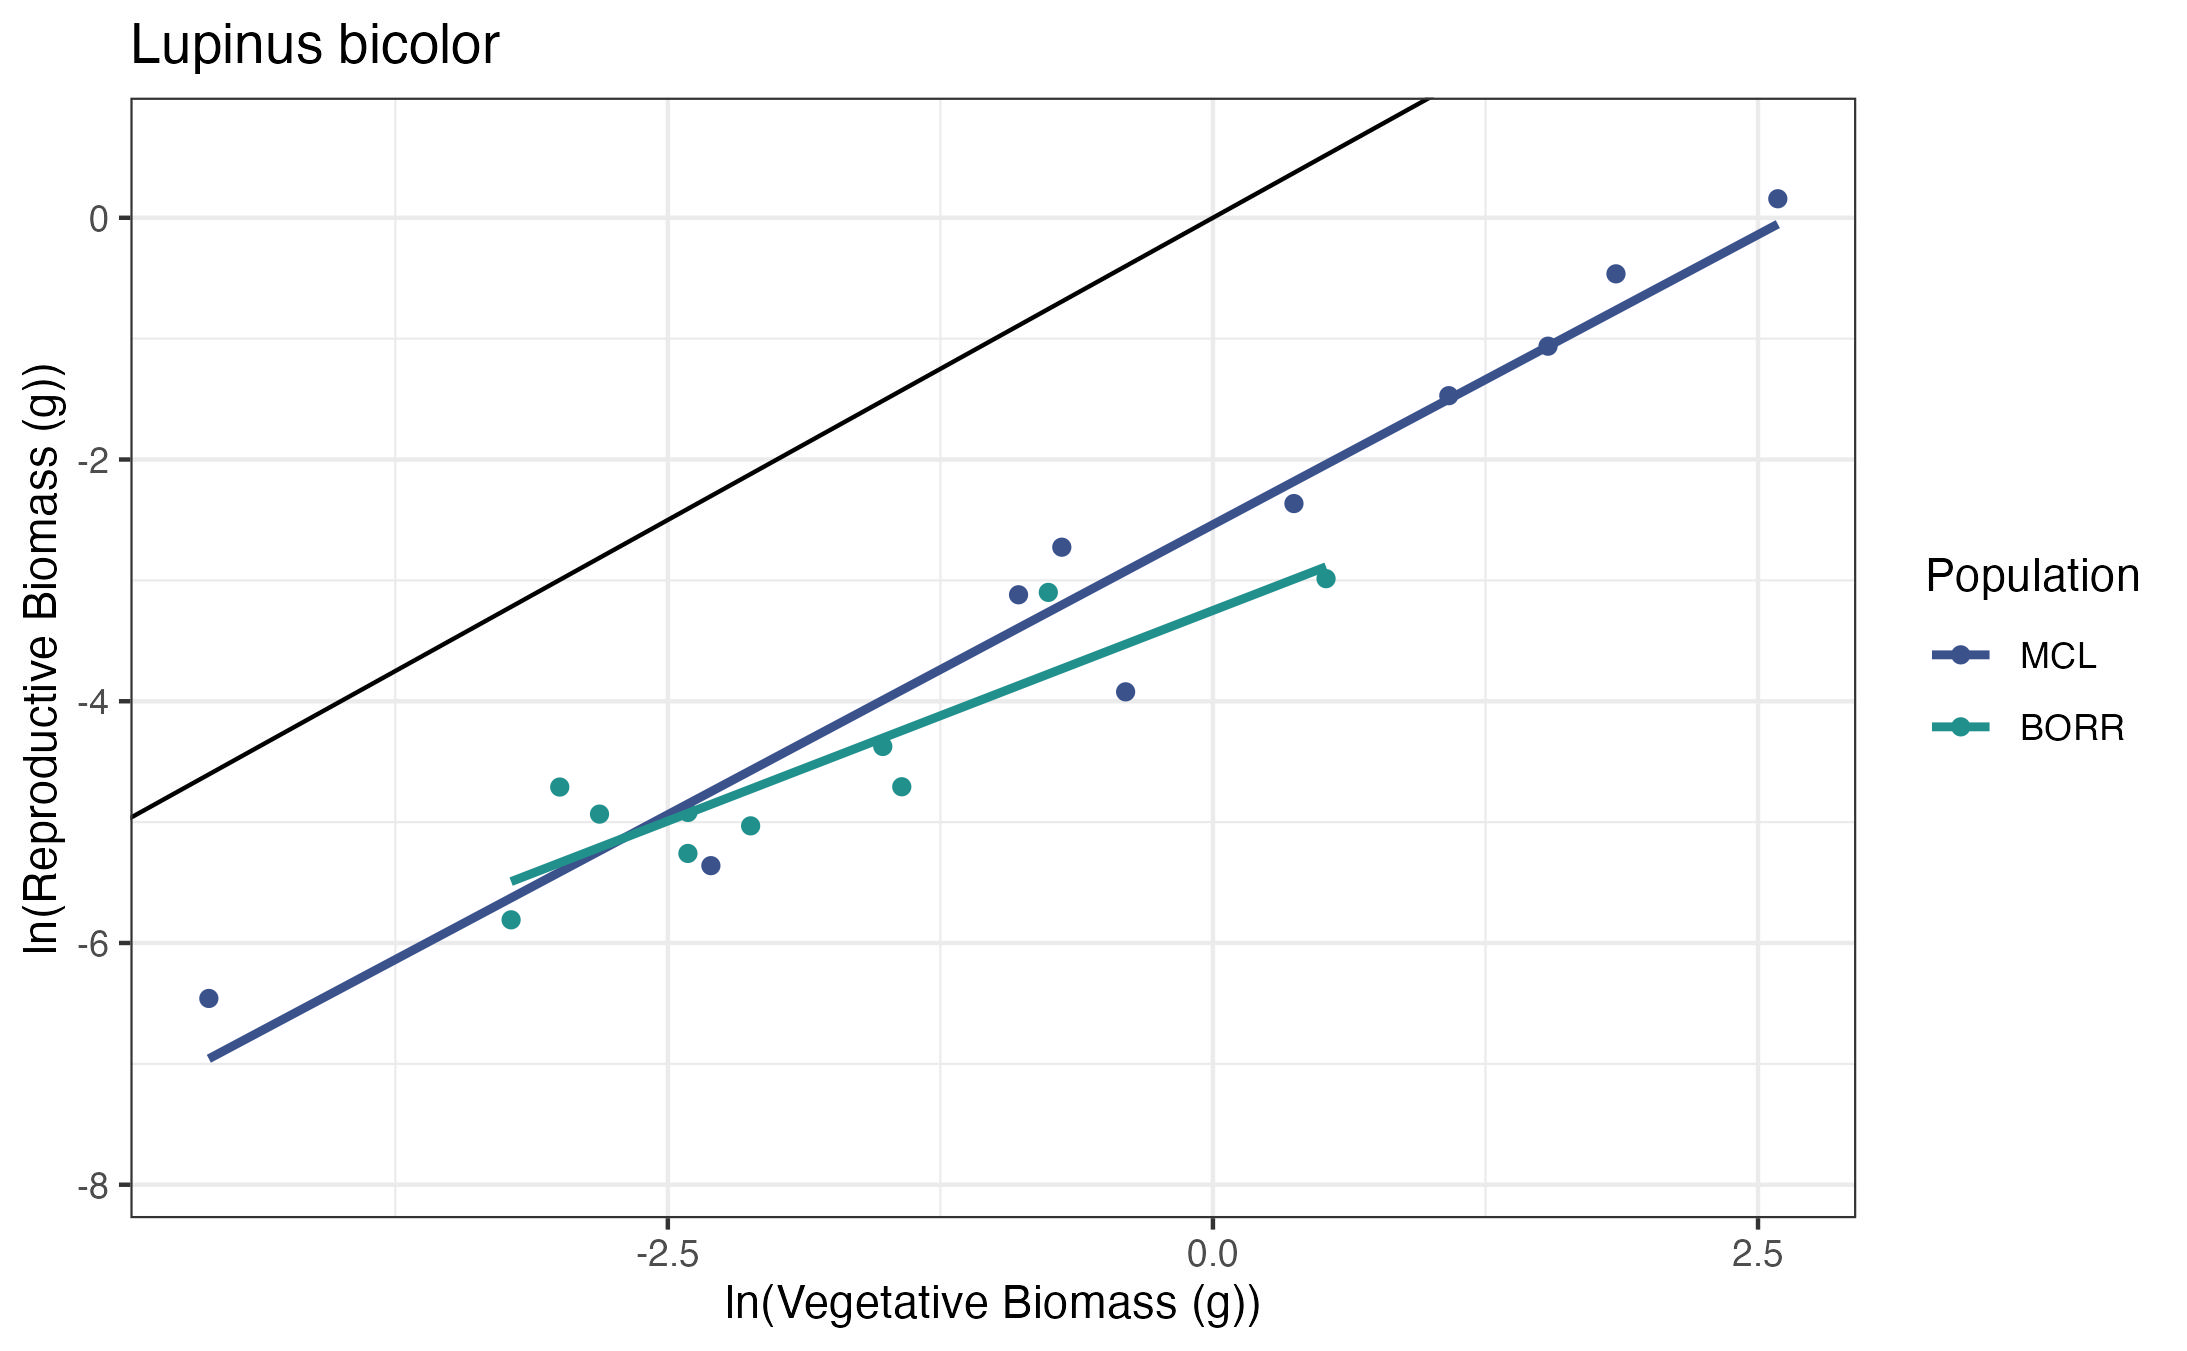 Lupinus bicolor
ln(Reproductive Biomass (g))
0
-2
-4
-6
-8
-2.5
0.0
2.5
ln(Vegetative Biomass (g))
Population
MCL
BORR